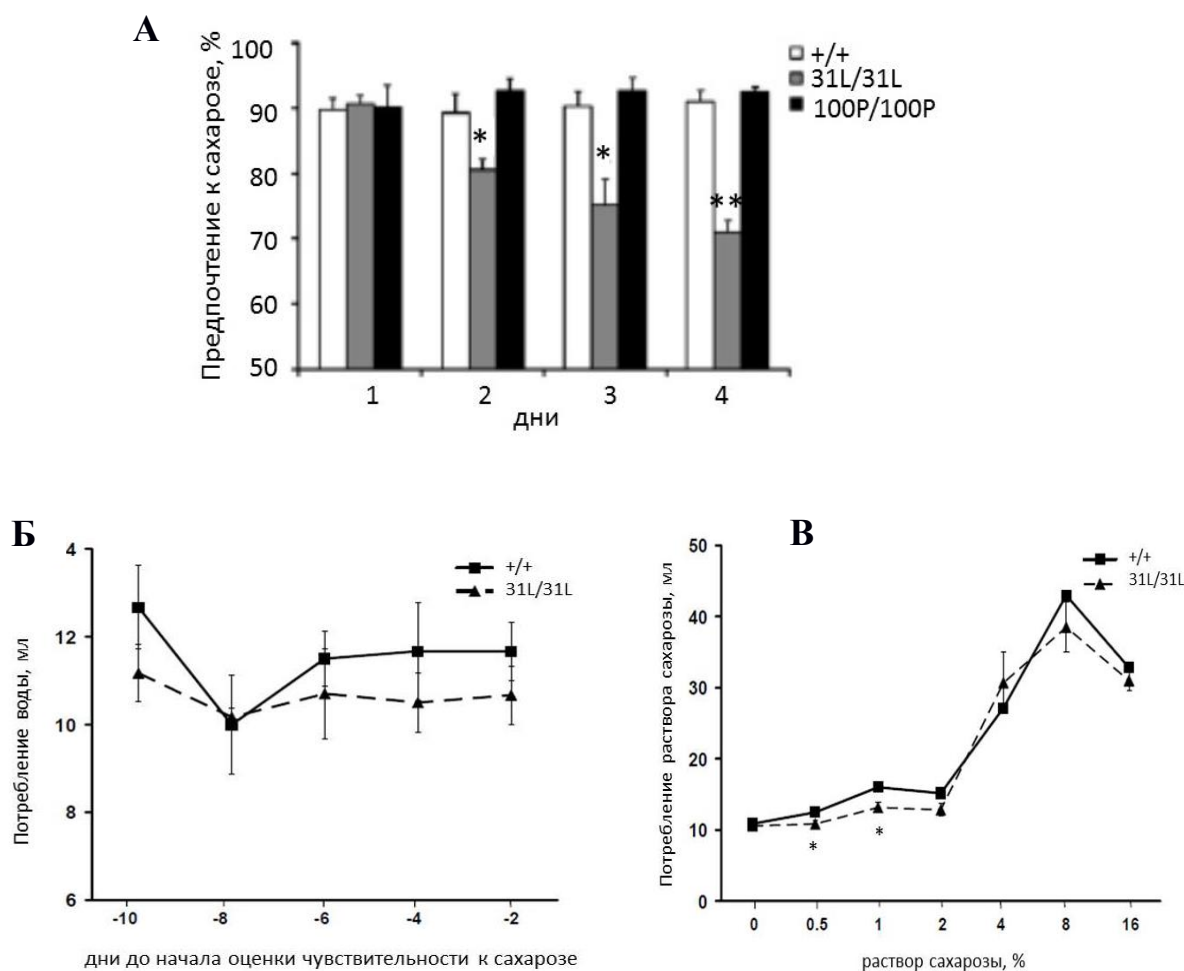 А
Предпочтение к сахарозе, %
100
90
80
70
60
50
+/+
31L/31L
100P/100P
*
*
**
1 2 3 4
дни
Б
Потребление воды, мл
4
12
10
8
6
+/+
31L/31L
-10 -8 -6 -4 -2
дни до начала оценки чувствительности к сахарозе
В
Потребление раствора сахарозы, мл
50
40
30
20
10
0
+/+
31L/31L
*
*
0 0.5 1 2 4 8 16
раствор сахарозы, %